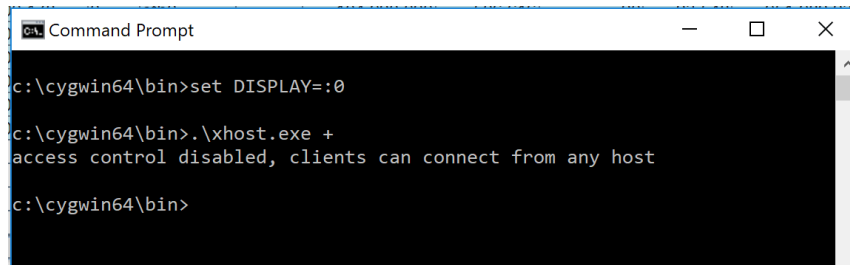 Command Prompt
c:\cygwin64\bin>set DISPLAY=:0
c:\cygwin64\bin>.\xhost.exe +
access control disabled, clients can connect from any host
c:\cygwin64\bin>